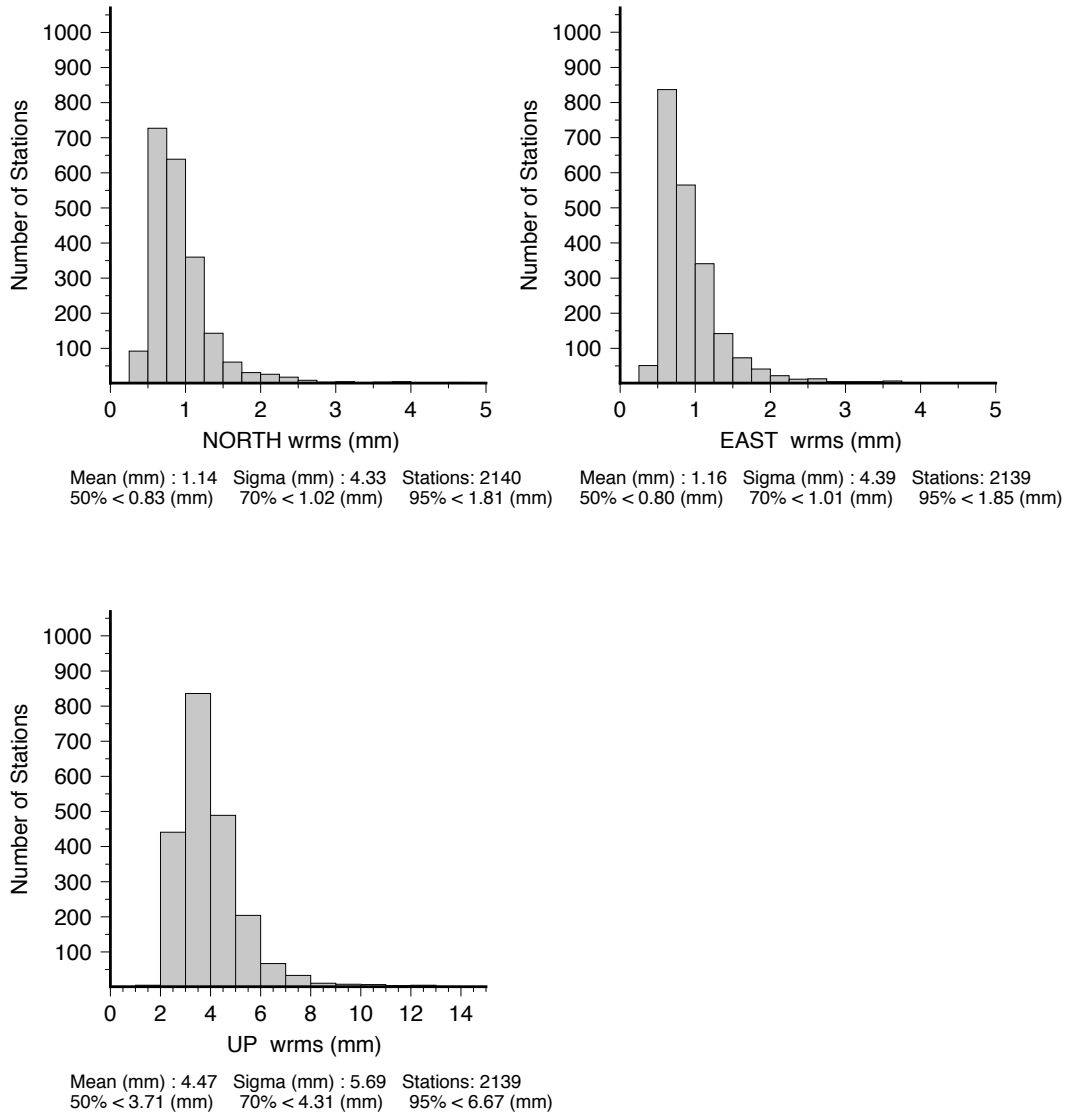 1000
900
800
700
600
500
400
300
200
100
Number of Stations
0 1 2 3 4 5
NORTH wrms (mm)
Mean (mm) : 1.14 Sigma (mm) : 4.33 Stations: 2140
50% < 0.83 (mm) 70% < 1.02 (mm) 95% < 1.81 (mm)
1000
900
800
700
600
500
400
300
200
100
Number of Stations
0 1 2 3 4 5
EAST wrms (mm)
Mean (mm) : 1.16 Sigma (mm) : 4.39 Stations: 2139
50% < 0.80 (mm) 70% < 1.01 (mm) 95% < 1.85 (mm)
1000
900
800
700
600
500
400
300
200
100
Number of Stations
0 2 4 6 8 10 12 14
UP wrms (mm)
Mean (mm) : 4.47 Sigma (mm) : 5.69 Stations: 2139
50% < 3.71 (mm) 70% < 4.31 (mm) 95% < 6.67 (mm)